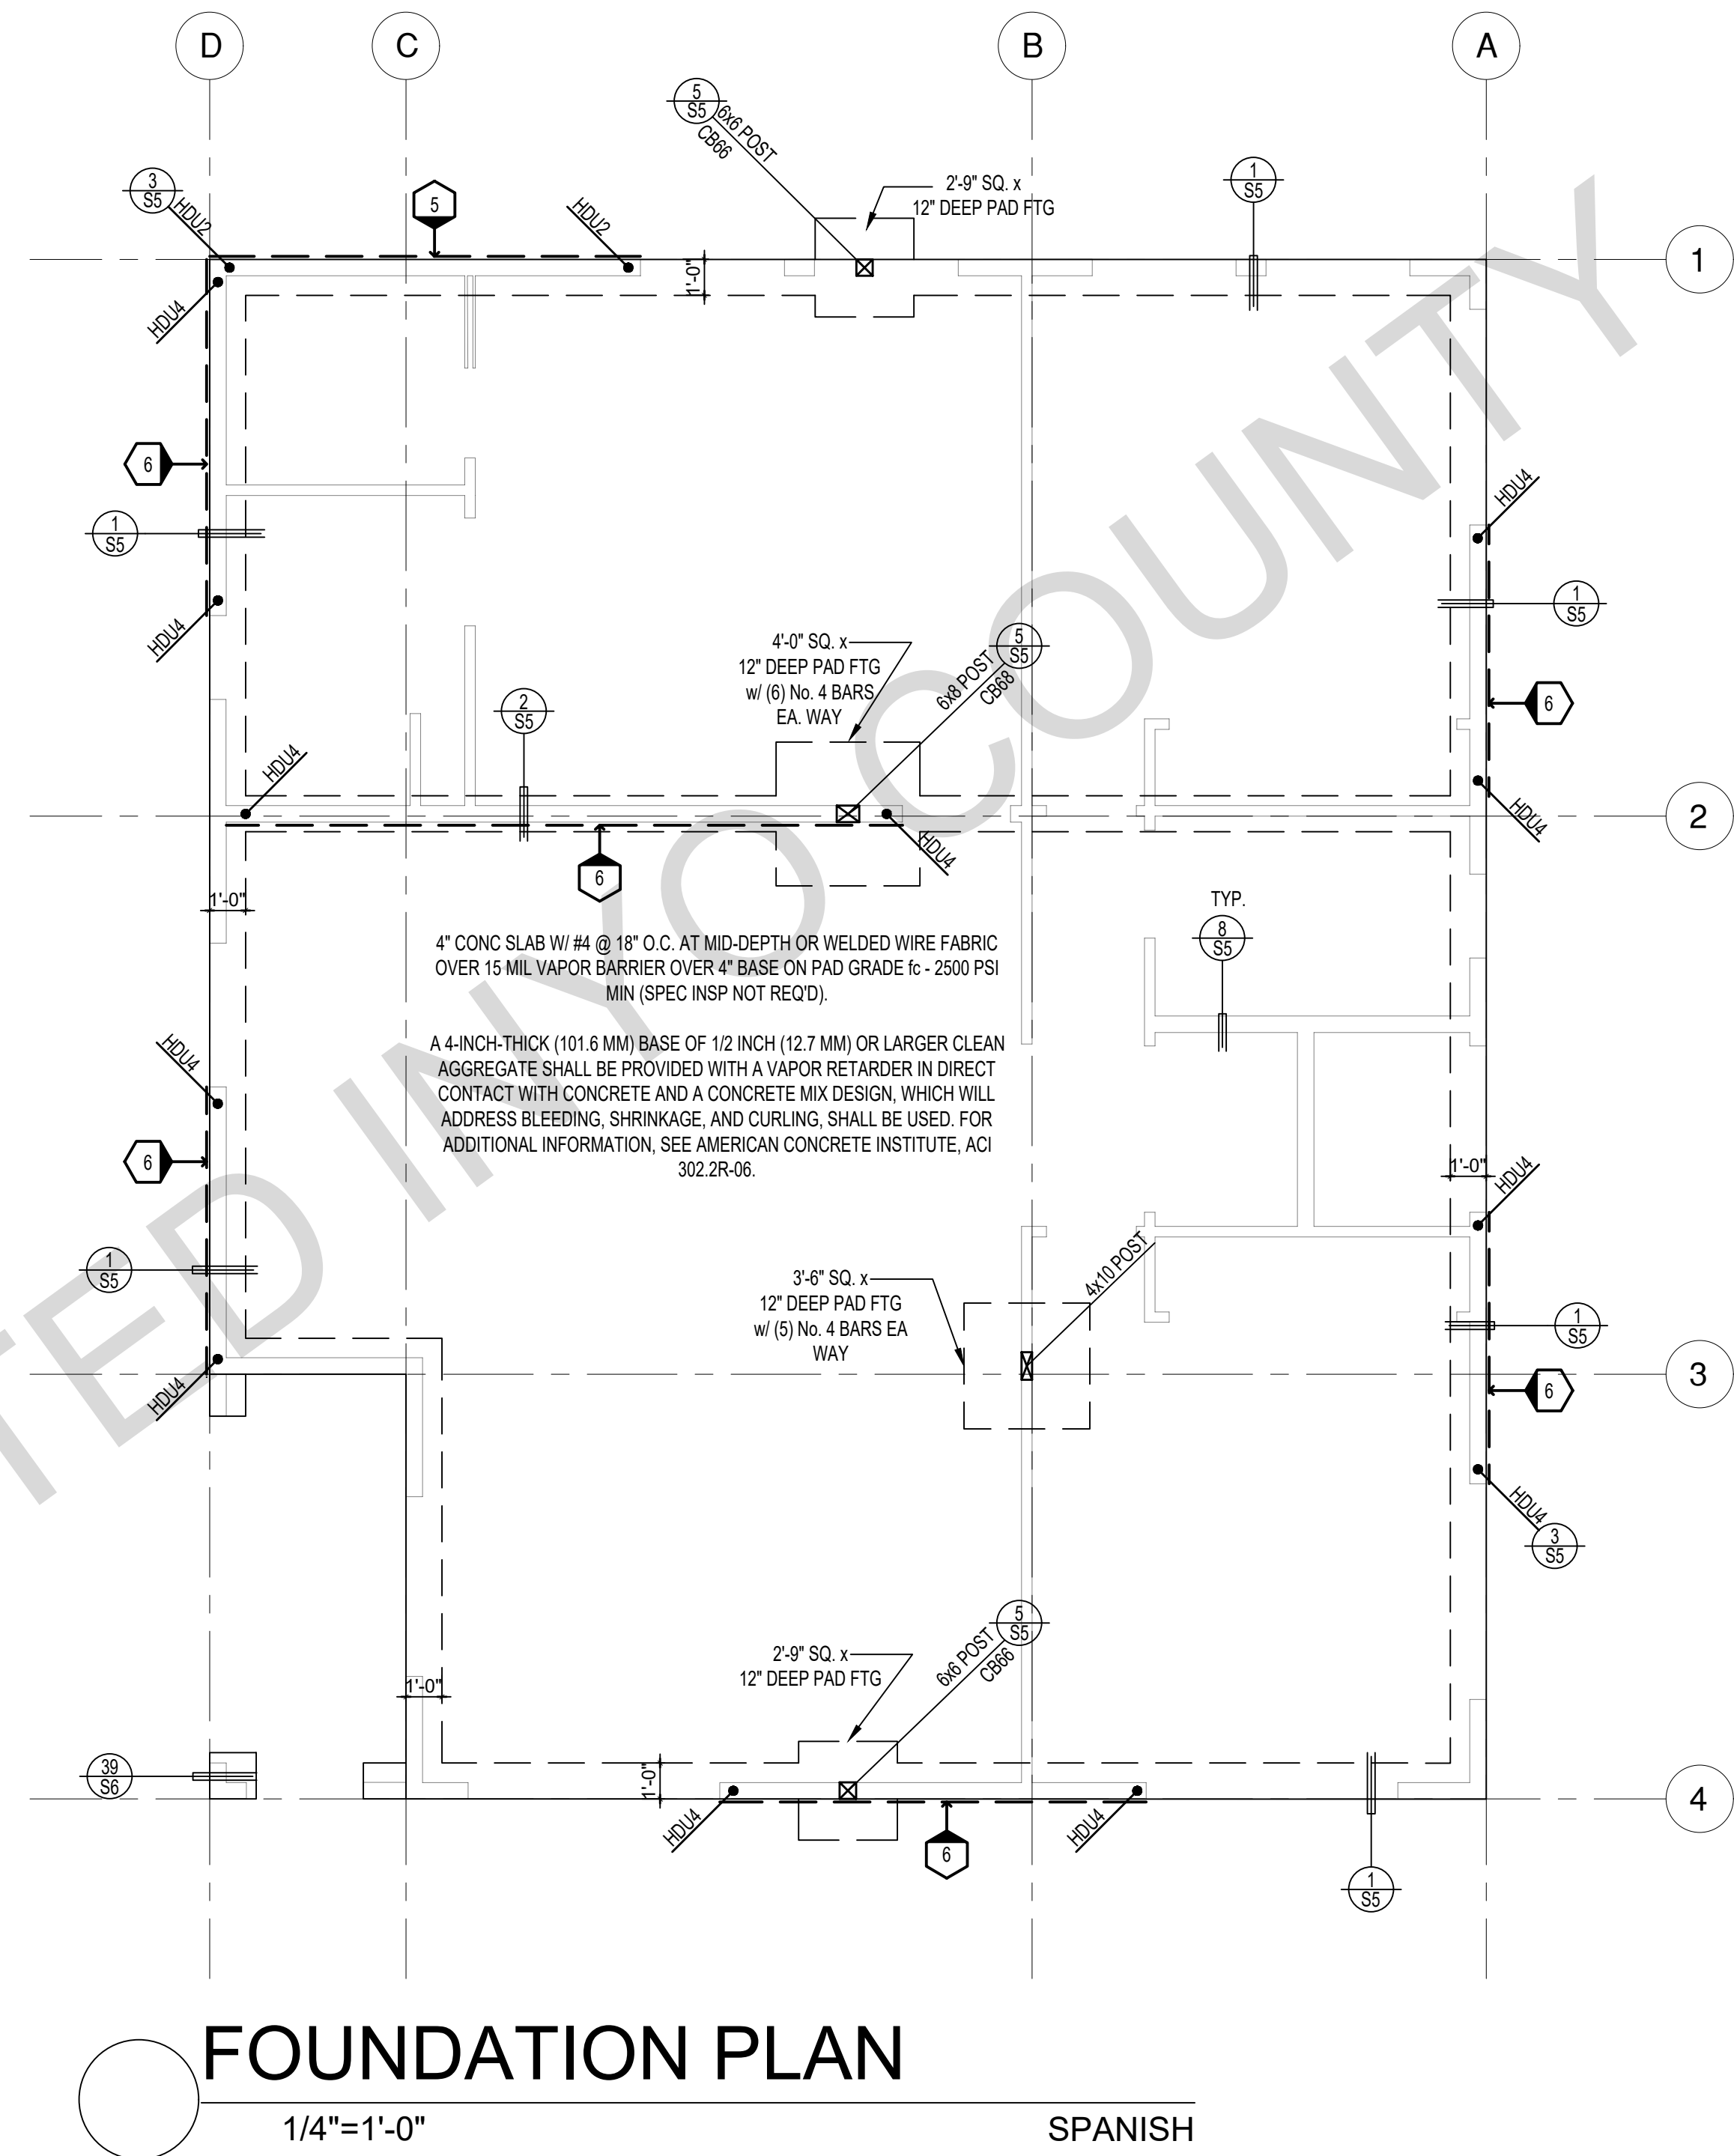 D
C
B
A
5
S5
6x6 POST
CB66
3
S5
HDU2
5
HDU2
2'-9" SQ. x
12" DEEP PAD FTG
1
S5
1
HDU4
1'-0"
6
1
S5
HDU4
HDU4
1
S5
6
HDU4
4'-0" SQ. x
12" DEEP PAD FTG
w/ (6) No. 4 BARS
EA. WAY
5
S5
6x8 POST
CB68
2
S5
HDU4
HDU4
2
6
1'-0"
TYP.
8
S5
4" CONC SLAB W/ #4 @ 18" O.C. AT MID-DEPTH OR WELDED WIRE FABRIC
OVER 15 MIL VAPOR BARRIER OVER 4" BASE ON PAD GRADE fc - 2500 PSI
MIN (SPEC INSP NOT REQ'D).
A 4-INCH-THICK (101.6 MM) BASE OF 1/2 INCH (12.7 MM) OR LARGER CLEAN
AGGREGATE SHALL BE PROVIDED WITH A VAPOR RETARDER IN DIRECT
CONTACT WITH CONCRETE AND A CONCRETE MIX DESIGN, WHICH WILL
ADDRESS BLEEDING, SHRINKAGE, AND CURLING, SHALL BE USED. FOR
ADDITIONAL INFORMATION, SEE AMERICAN CONCRETE INSTITUTE, ACI
302.2R-06.
HDU4
6
1'-0"
HDU4
1
S5
3'-6" SQ. x
12" DEEP PAD FTG
w/ (5) No. 4 BARS EA
WAY
4x10 POST
1
S5
HDU4
3
6
HDU4
3
S5
2'-9" SQ. x
12" DEEP PAD FTG
5
S5
6x6 POST
CB66
1'-0"
39
S6
1'-0"
HDU4
HDU4
6
4
1
S5
TED INYO COUNTY
FOUNDATION PLAN
1/4"=1'-0"
SPANISH